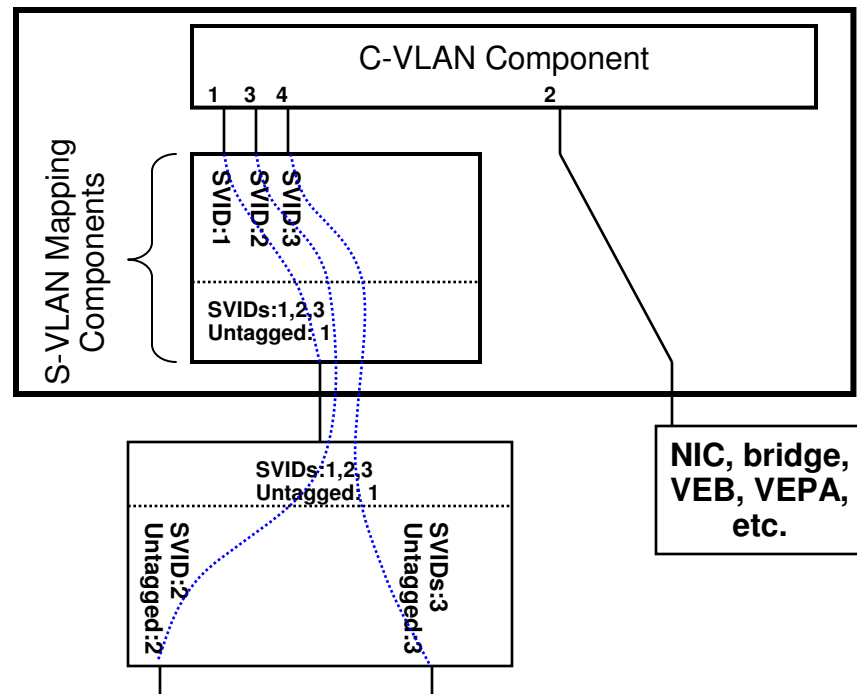 C-VLAN Component
1 3 4 2
S-VLAN Mapping
Components
SVID:1
SVID:2
SVID:3
SVIDs:1,2,3
Untagged: 1
SVIDs:1,2,3
Untagged: 1
SVID:2
Untagged:2
SVIDs:3
Untagged:3
NIC, bridge,
VEB, VEPA,
etc.